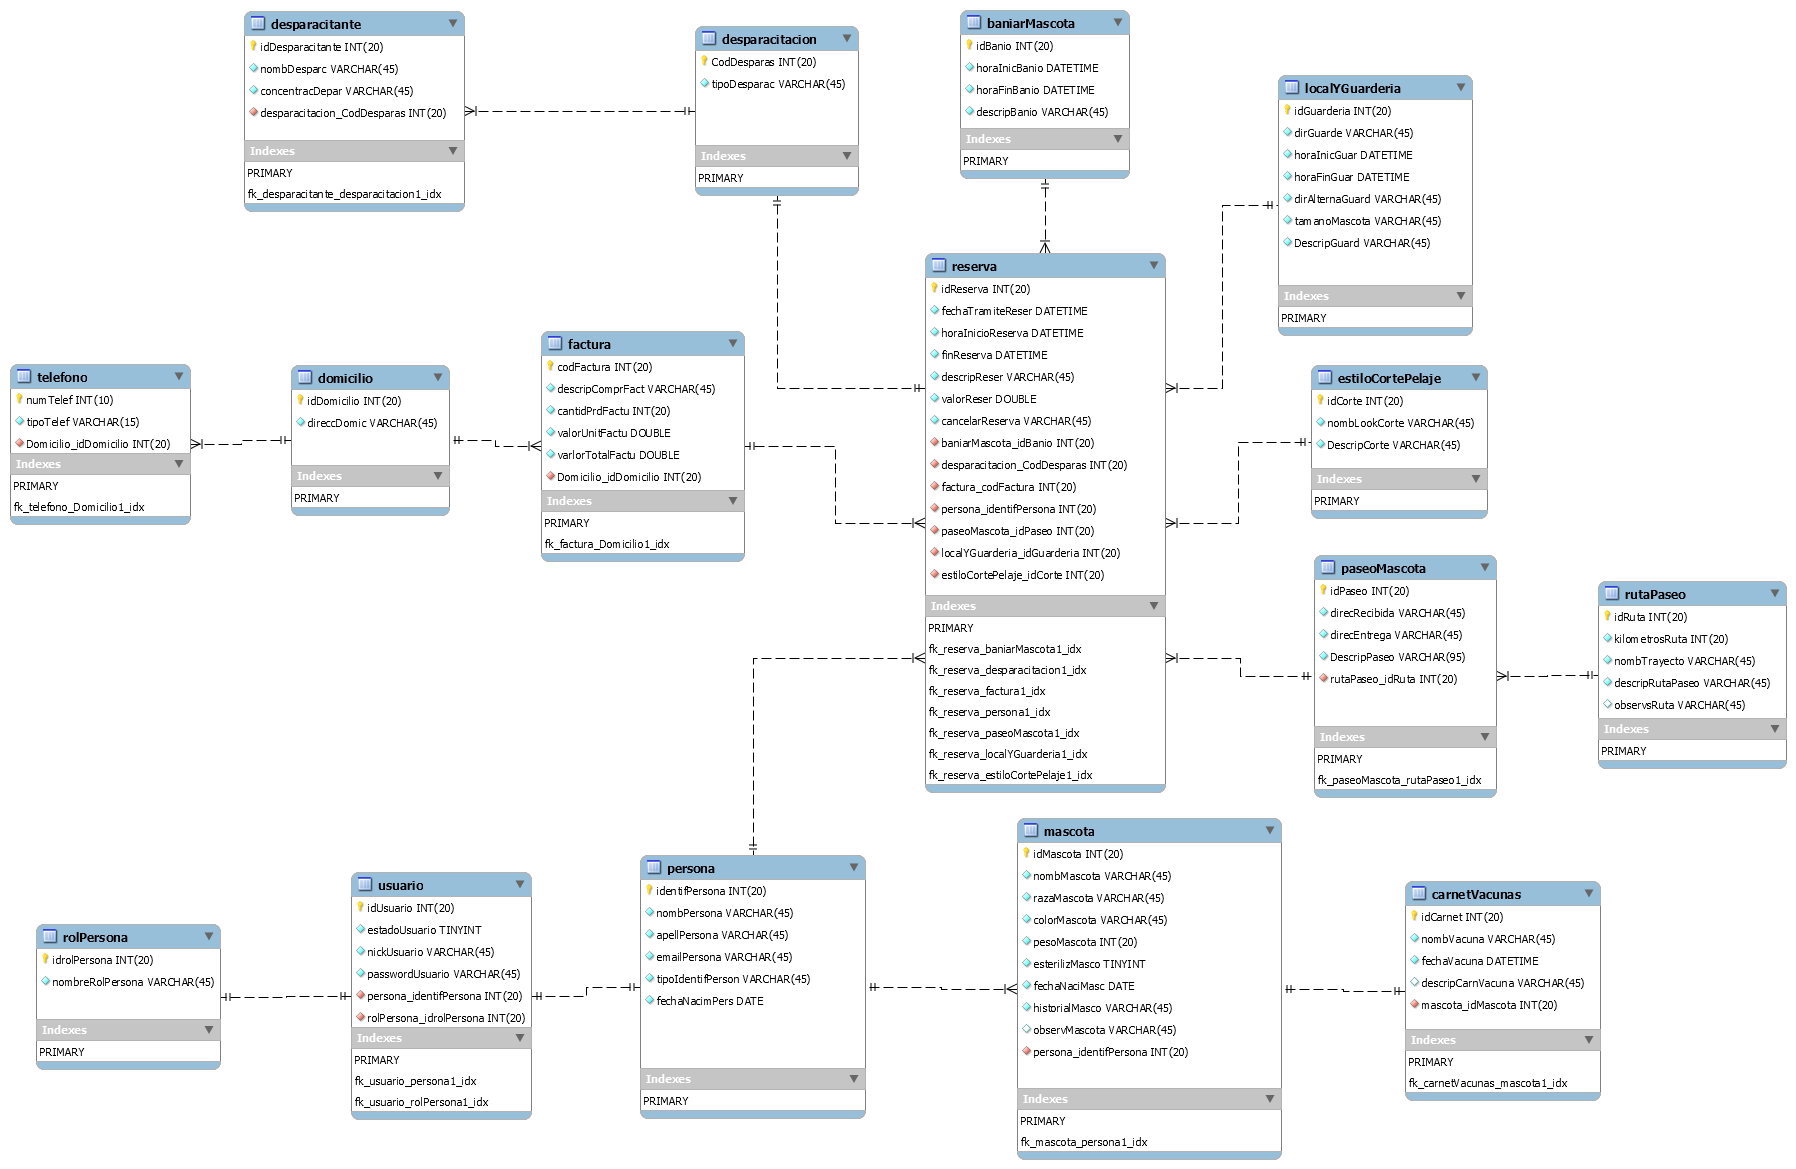 desparacitante
idDesparacitante INT(20)
nombDesparc VARCHAR(45)
concentracDepar VARCHAR(45)
desparacitacion_CodDesparas INT(20)
Indexes
PRIMARY
fk_desparacitante_desparacitacion1_idx
desparacitacion
CodDesparas INT(20)
tipoDesparac VARCHAR(45)
Indexes
PRIMARY
baniarMascota
idBanio INT(20)
horaInicBanio DATETIME
horaFinBanio DATETIME
descripBanio VARCHAR(45)
Indexes
PRIMARY
localYGuarderia
idGuarderia INT(20)
dirGuarde VARCHAR(45)
horaInicGuar DATETIME
horaFinGuar DATETIME
dirAlternaGuard VARCHAR(45)
tamanoMascota VARCHAR(45)
DescripGuard VARCHAR(45)
Indexes
PRIMARY
telefono
numTelef INT(10)
tipoTelef VARCHAR(15)
Domicilio_idDomicilio INT(20)
Indexes
PRIMARY
fk_telefono_Domicilio1_idx
domicilio
idDomicilio INT(20)
direccDomic VARCHAR(45)
Indexes
PRIMARY
factura
codFactura INT(20)
descripComprFact VARCHAR(45)
cantidPrdFactu INT(20)
valorUnitFactu DOUBLE
varlorTotalFactu DOUBLE
Domicilio_idDomicilio INT(20)
Indexes
PRIMARY
fk_factura_Domicilio1_idx
reserva
idReserva INT(20)
fechaTramiteReser DATETIME
horaInicioReserva DATETIME
finReserva DATETIME
descripReser VARCHAR(45)
valorReser DOUBLE
cancelarReserva VARCHAR(45)
baniarMascota_idBanio INT(20)
desparacitacion_CodDesparas INT(20)
factura_codFactura INT(20)
persona_identifPersona INT(20)
paseoMascota_idPaseo INT(20)
localYGuarderia_idGuarderia INT(20)
estiloCortePelaje_idCorte INT(20)
Indexes
PRIMARY
fk_reserva_baniarMascota1_idx
fk_reserva_desparacitacion1_idx
fk_reserva_factura1_idx
fk_reserva_persona1_idx
fk_reserva_paseoMascota1_idx
fk_reserva_localYGuarderia1_idx
fk_reserva_estiloCortePelaje1_idx
estiloCortePelaje
idCorte INT(20)
nombLookCorte VARCHAR(45)
DescripCorte VARCHAR(45)
Indexes
PRIMARY
paseoMascota
idPaseo INT(20)
direcRecibida VARCHAR(45)
direcEntrega VARCHAR(45)
DescripPaseo VARCHAR(95)
rutaPaseo_idRuta INT(20)
Indexes
PRIMARY
fk_paseoMascota_rutaPaseo1_idx
rutaPaseo
idRuta INT(20)
kilometrosRuta INT(20)
nombTrayecto VARCHAR(45)
descripRutaPaseo VARCHAR(45)
observsRuta VARCHAR(45)
Indexes
PRIMARY
rolPersona
idrolPersona INT(20)
nombreRolPersona VARCHAR(45)
Indexes
PRIMARY
usuario
idUsuario INT(20)
estadoUsuario TINYINT
nickUsuario VARCHAR(45)
passwordUsuario VARCHAR(45)
persona_identifPersona INT(20)
rolPersona_idrolPersona INT(20)
Indexes
PRIMARY
fk_usuario_persona1_idx
fk_usuario_rolPersona1_idx
persona
identifPersona INT(20)
nombPersona VARCHAR(45)
apellPersona VARCHAR(45)
emailPersona VARCHAR(45)
tipoIdentifPerson VARCHAR(45)
fechaNacimPers DATE
Indexes
PRIMARY
mascota
idMascota INT(20)
nombMascota VARCHAR(45)
razaMascota VARCHAR(45)
colorMascota VARCHAR(45)
pesoMascota INT(20)
esterilizMasco TINYINT
fechaNaciMasc DATE
historialMasco VARCHAR(45)
observMascota VARCHAR(45)
persona_identifPersona INT(20)
Indexes
PRIMARY
fk_mascota_persona1_idx
carnetVacunas
idCarnet INT(20)
nombVacuna VARCHAR(45)
fechaVacuna DATETIME
descripCarnVacuna VARCHAR(45)
mascota_idMascota INT(20)
Indexes
PRIMARY
fk_carnetVacunas_mascota1_idx